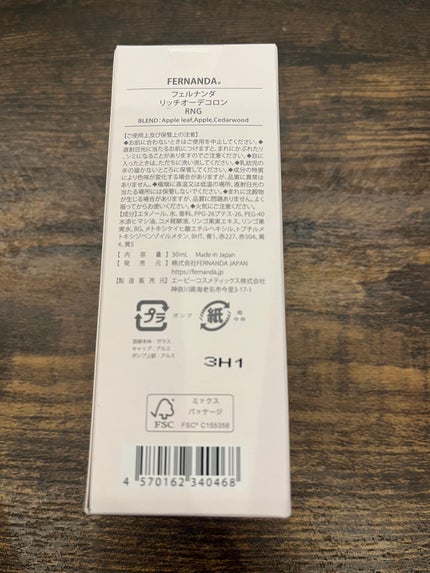 FERNANDA®
フェルナンダ
リッチオーデコロン
RNG
BLEND:Apple leaf,Apple,Cedarwood
【ご使用上及び保管上の注意】
◆お肌に合わないときはご使用を中止してください。◆
直射日光に当たるお肌につけますと、まれにかぶれたり、
シミになることがありますのでご注意ください。◆目に
入ったときは、ただちに洗い流してください。◆乳幼児の
手の届かないところに保管してください。◆成分の特質
により色味が変化する場合がありますが、品質に異常はあ
りません。◆極端に高温又は低温の場所、直射日光の当
たる場所には保管しないでください。◆まれに沈殿物
が生じる場合がありますが、品質に問題ありません。よく
振ってからお使いください。◆火気にご注意ください。
【成分】エタノール、水、香料、PPG-26ブテス-26、PEG-40
水添ヒマシ油、コメ発酵液、リンゴ果実エキス、リンゴ果
実水、BG、メトキシケイヒ酸エチルヘキシル、t-ブチルメ
トキシジベンゾイルメタン、BHT、青1、赤227、赤504、黄
4、黄5
内 容 量 30mL Made in Japan
発 売 元 株式会社FERNANDA JAPAN
https://fernanda.jp
製造販売元 エーピーコスメティックス株式会社
神奈川県海老名市今里3-17-1
プラ
ポンプ
紙
箱
中やめ
容器本体:ガラス
キャップ:アルミ
ポンプ上部:アルミ
3H1
FSC
ミックス
パッケージ
FSC® C155358
4 570162 340468